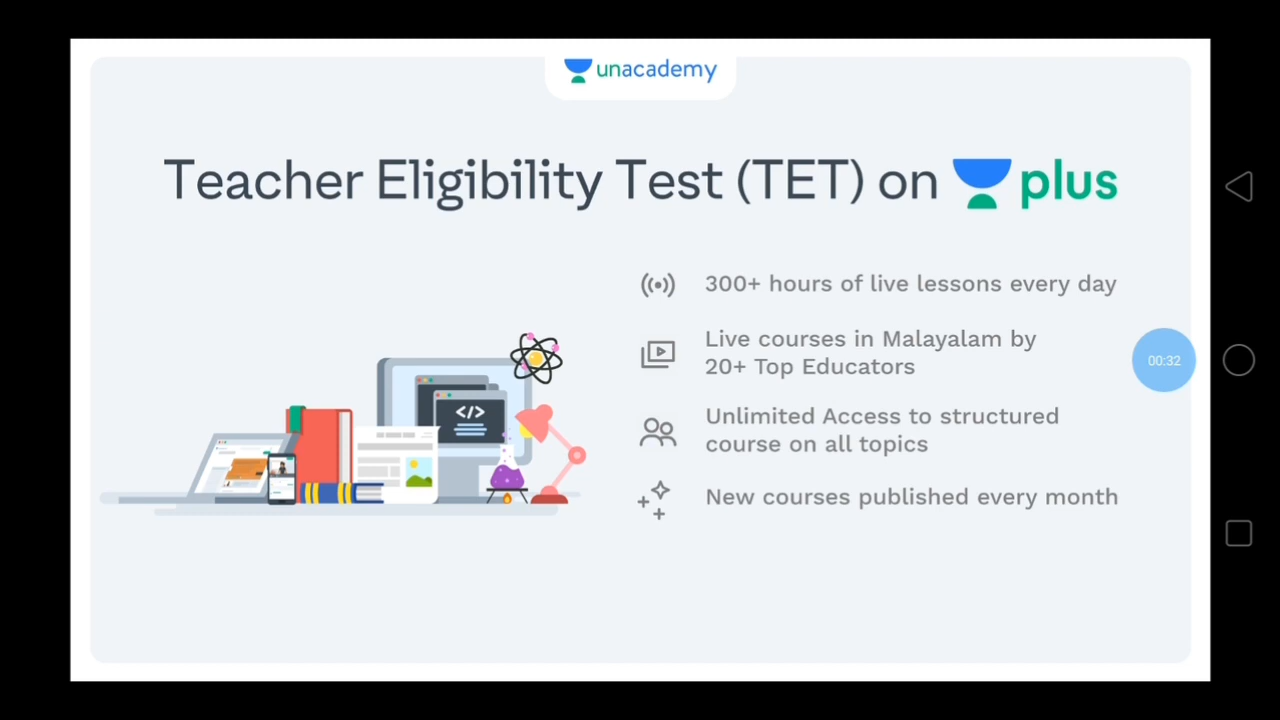 unacademy
Teacher Eligibility Test (TET) on plus
300+ hours of live lessons every day
Live courses in Malayalam by
20+ Top Educators
00:32
Unlimited Access to structured
course on all topics
New courses published every month
</>